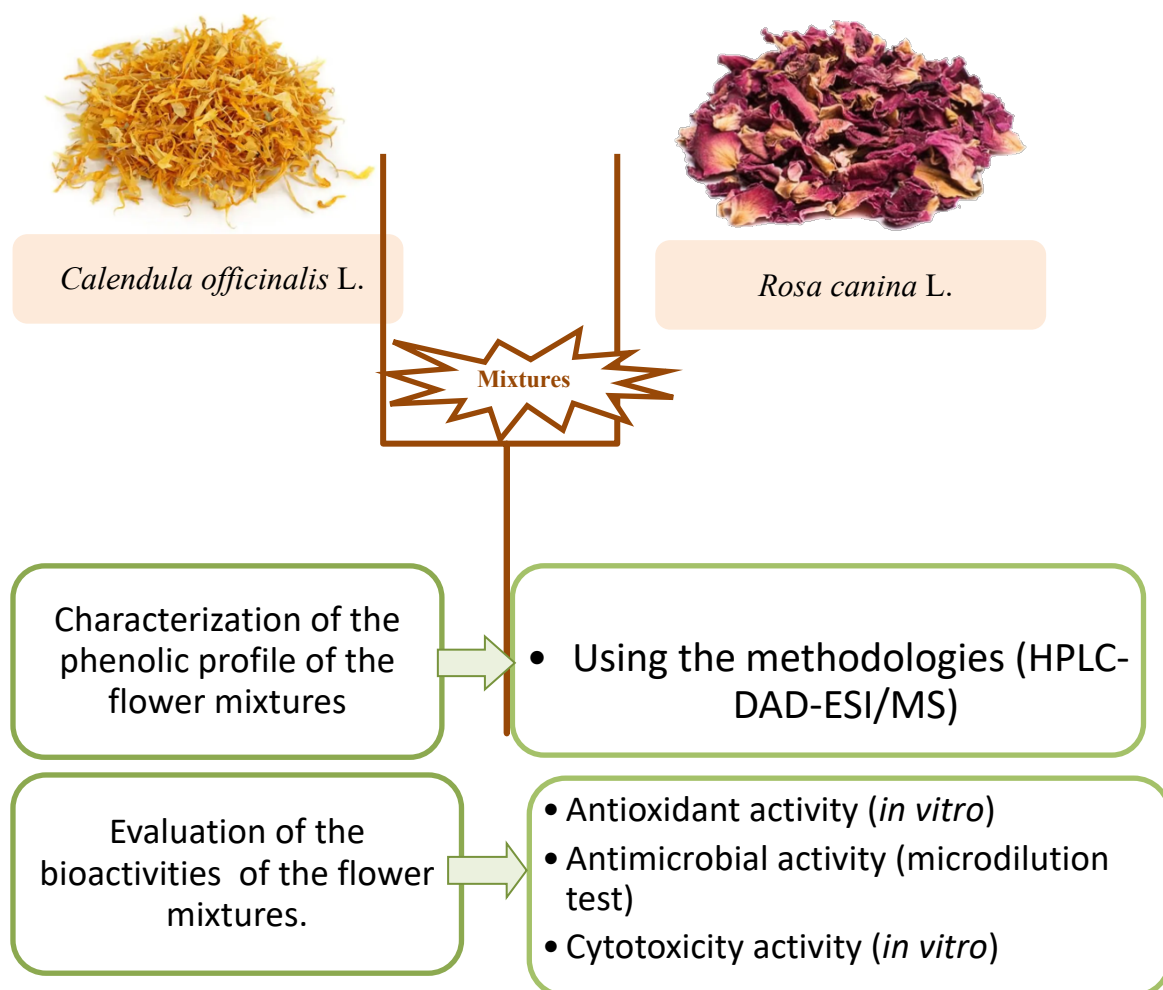 Calendula officinalis L.
Rosa canina L.
Mixtures
Characterization of the
phenolic profile of the
flower mixtures
• Using the methodologies (HPLC-
DAD-ESI/MS)
Evaluation of the
bioactivities of the flower
mixtures.
• Antioxidant activity (in vitro)
• Antimicrobial activity (microdilution
test)
• Cytotoxicity activity (in vitro)